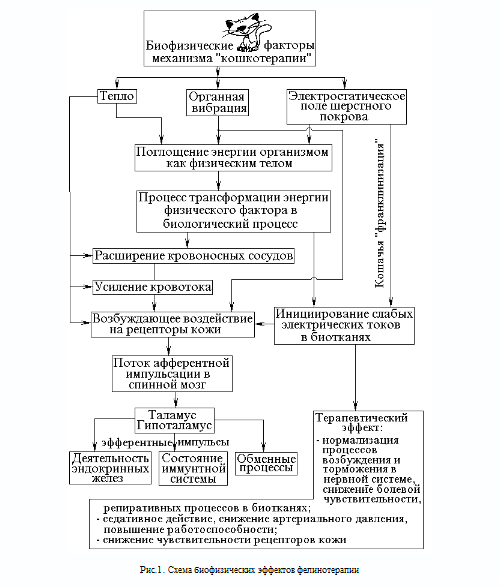 Биофизические факторы
механизма "кошкотерапии"
Тепло
Органная
вибрация
Электростатическое
поле шерстного
покрова
Поглощение энергии организмом
как физическим телом
Кошачья "франклинизация"
Процесс трансформации энергии
физического фактора в
биологический процесс
Расширение кровоносных сосудов
Усиление кровотока
Возбуждающее воздействие
на рецепторы кожи
Инициирование слабых
электрических токов
в биотканях
Поток афферентной
импульсации в
спинной мозг
Таламус
Гипоталамус
эфферентные импульсы
Деятельность
эндокринных
желез
Состояние
иммунтной
системы
Обменные
процессы
Терапевтический
эффект:
- нормализация
процессов
возбуждения и
торможения в
нервной системе,
снижение болевой
чувствительности,
репиративных процессов в биотканях;
- седативное действие, снижение артериального давления,
повышение работоспособности;
- снижение чувствительности рецепторов кожи
Рис.1. Схема биофизических эффектов фелинотерапии